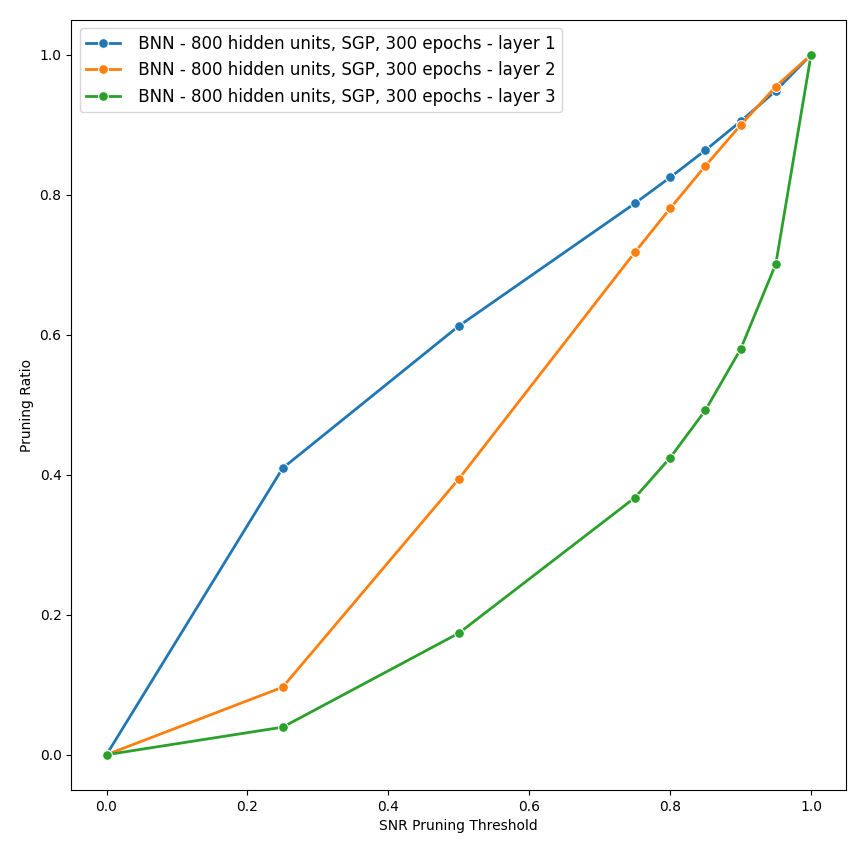 BNN - 800 hidden units, SGP, 300 epochs - layer 1
BNN - 800 hidden units, SGP, 300 epochs - layer 2
BNN - 800 hidden units, SGP, 300 epochs - layer 3
1.0
0.8
0.6
0.4
0.2
0.0
Pruning Ratio
0.0 0.2 0.4 0.6 0.8 1.0
SNR Pruning Threshold